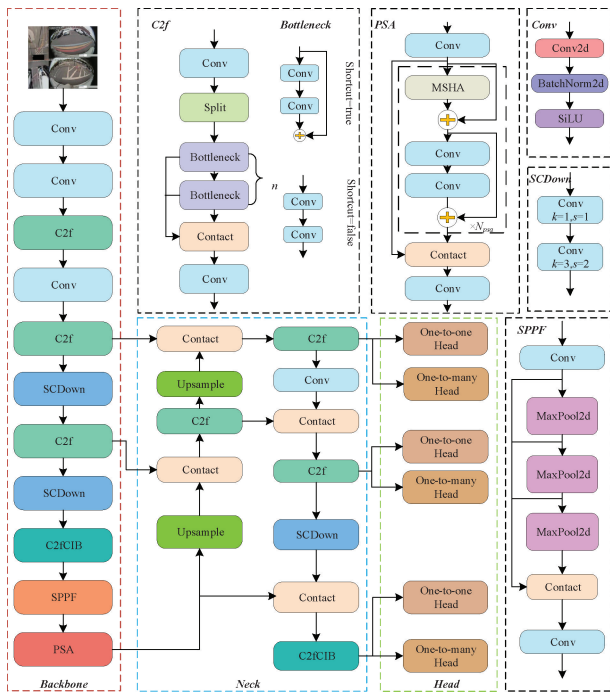 Conv
Conv
C2f
Conv
C2f
SCDown
C2f
SCDown
C2fCIB
SPPF
PSA
Backbone
C2f
Conv
Split
Bottleneck
Bottleneck
n
Contact
Conv
Bottleneck
Conv
Conv
Shortcut=true
Conv
Conv
Shortcut=false
PSA
Conv
MSHA
Conv
Conv
×Npsa
Contact
Conv
Conv
Conv2d
BatchNorm2d
SiLU
SCDown
Conv
k=1,s=1
Conv
k=3,s=2
Contact
Upsample
C2f
Contact
Upsample
C2f
Conv
Contact
C2f
SCDown
Contact
C2fCIB
Neck
One-to-one
Head
One-to-many
Head
One-to-one
Head
One-to-many
Head
One-to-one
Head
One-to-many
Head
Head
SPPF
Conv
MaxPool2d
MaxPool2d
MaxPool2d
Contact
Conv